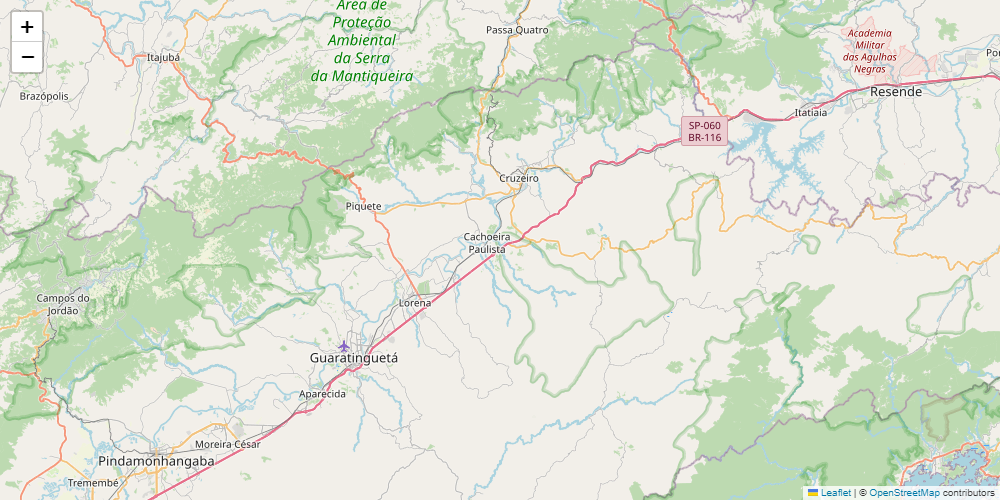 +
−
Área de
Proteção
Ambiental
da Serra
da Mantiqueira
Passa Quatro
Itajubá
Brazópolis
Academia
Militar
das Agulhas
Negras
Resende
Itatiaia
SP-060
BR-116
Cruzeiro
Piquete
Cachoeira
Paulista
Campos do
Jordão
Lorena
Guaratinguetá
Aparecida
Moreira César
Pindamonhangaba
Tremembé
Leaflet | © OpenStreetMap contributors